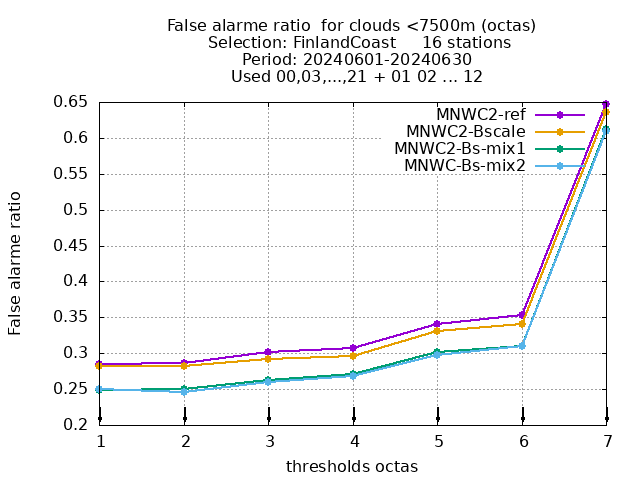 False alarme ratio  for clouds <7500m (octas)
Selection: FinlandCoast     16 stations
Period: 20240601-20240630
Used 00,03,...,21 + 01 02 ... 12
MNWC2-ref
MNWC2-Bscale
MNWC2-Bs-mix1
MNWC-Bs-mix2
False alarme ratio
0.65
0.6
0.55
0.5
0.45
0.4
0.35
0.3
0.25
0.2
1 2 3 4 5 6 7
thresholds octas